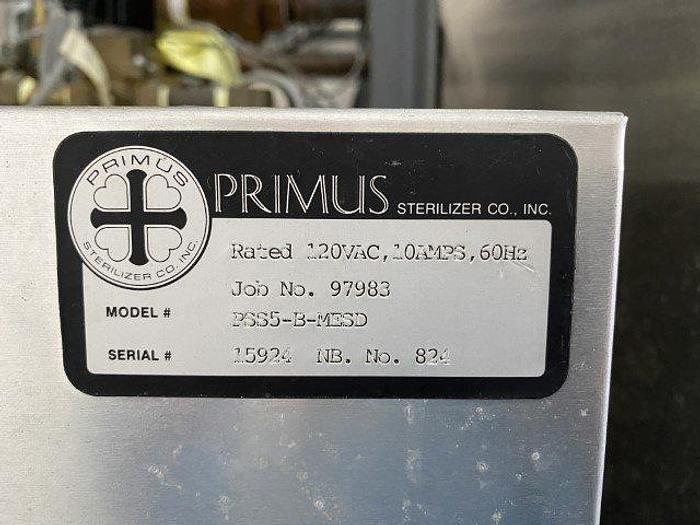 PRIMUS
STERILIZER CO. INC.
PRIMUS STERILIZER CO., INC.
Rated 120VAC,10AMPS,60Hz
Job No. 97983
MODEL # PSS5-B-MESD
SERIAL # 15924 NB. No. 824